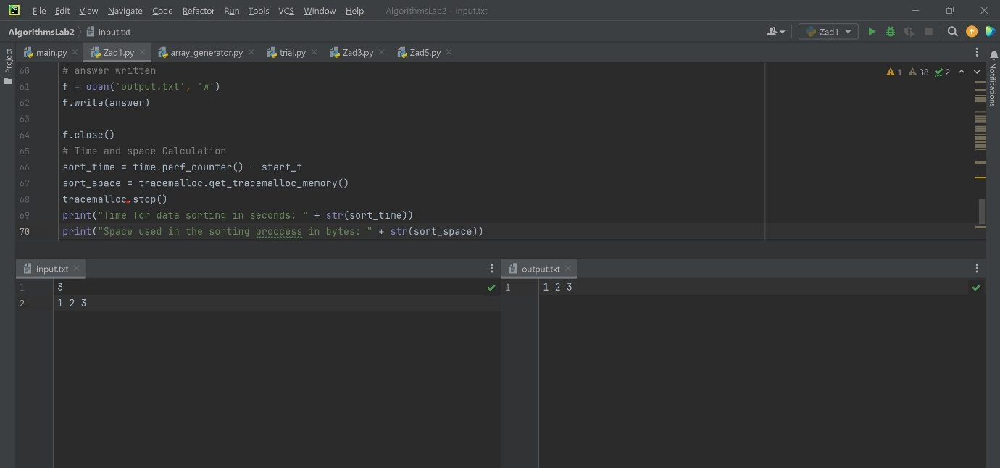 PC File Edit View Navigate Code Refactor Run Tools VCS Window Help AlgorithmsLab2 - input.txt
AlgorithmsLab2 input.txt Zad1
main.py Zad1.py array_generator.py trial.py Zad3.py Zad5.py
Project
Notifications
1 38 2
60 # answer written
61 f = open('output.txt', 'w')
62 f.write(answer)
63
64 f.close()
65 # Time and space Calculation
66 sort_time = time.perf_counter() - start_t
67 sort_space = tracemalloc.get_tracemalloc_memory()
68 tracemalloc.stop()
69 print("Time for data sorting in seconds: " + str(sort_time))
70 print("Space used in the sorting proccess in bytes: " + str(sort_space))
input.txt
1 3
2 1 2 3
output.txt
1 1 2 3